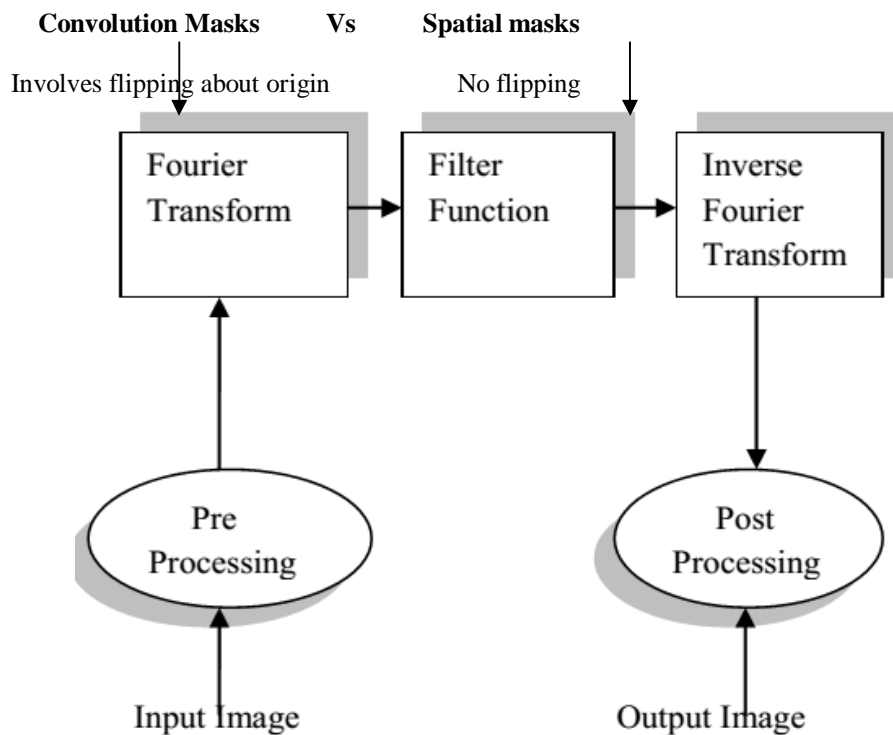 Convolution Masks Vs Spatial masks
Involves flipping about origin No flipping
Fourier
Transform
Filter
Function
Inverse
Fourier
Transform
Pre
Processing
Post
Processing
Input Image
Output Image